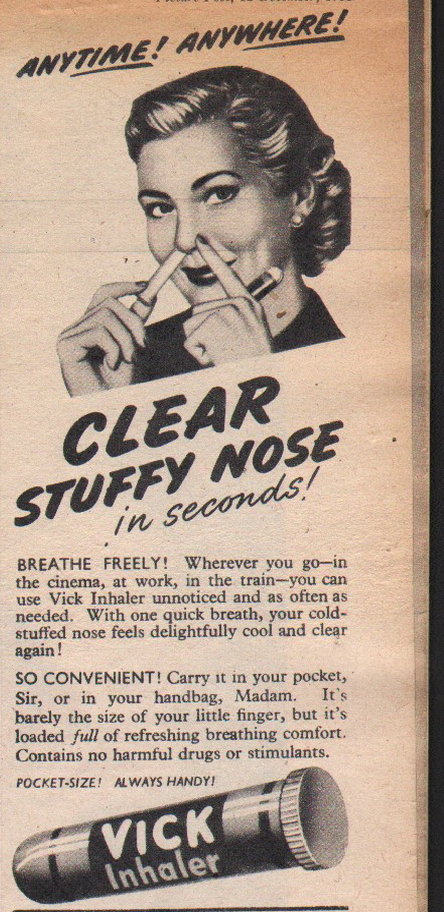 ANYTIME! ANYWHERE!
CLEAR
STUFFY NOSE
in seconds!
BREATHE FREELY! Wherever you go—in
the cinema, at work, in the train—you can
use Vick Inhaler unnoticed and as often as
needed. With one quick breath, your cold-
stuffed nose feels delightfully cool and clear
again!
SO CONVENIENT! Carry it in your pocket,
Sir, or in your handbag, Madam. It's
barely the size of your little finger, but it's
loaded full of refreshing breathing comfort.
Contains no harmful drugs or stimulants.
POCKET-SIZE! ALWAYS HANDY!
VICK
Inhaler